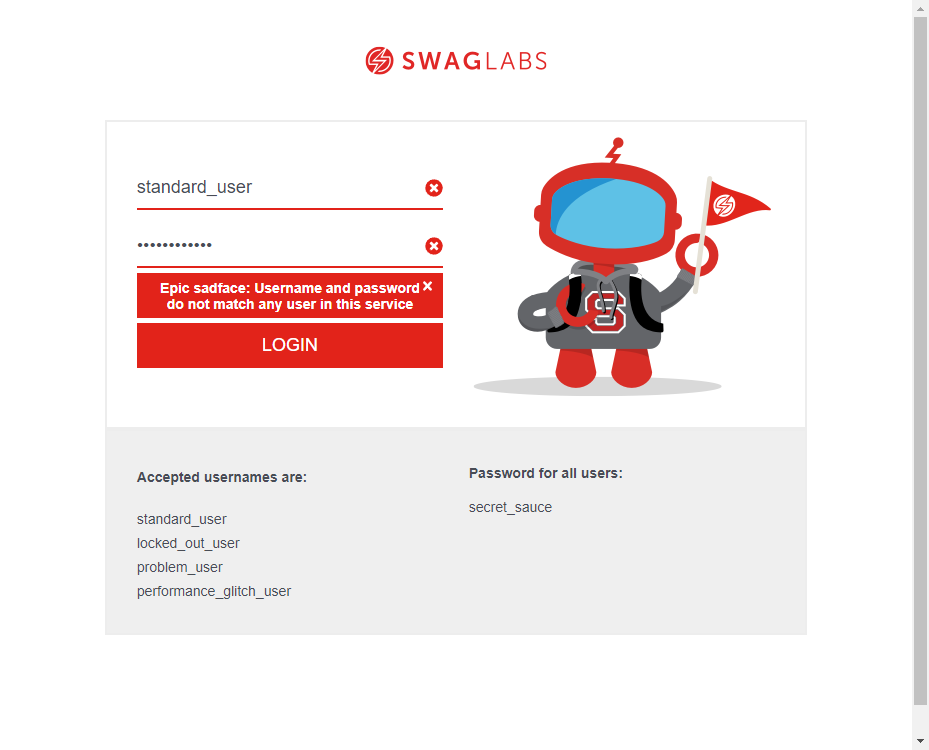 SWAGLABS
standard_user
••••••••••••
Epic sadface: Username and password
do not match any user in this service
LOGIN
S
Accepted usernames are:
standard_user
locked_out_user
problem_user
performance_glitch_user
Password for all users:
secret_sauce